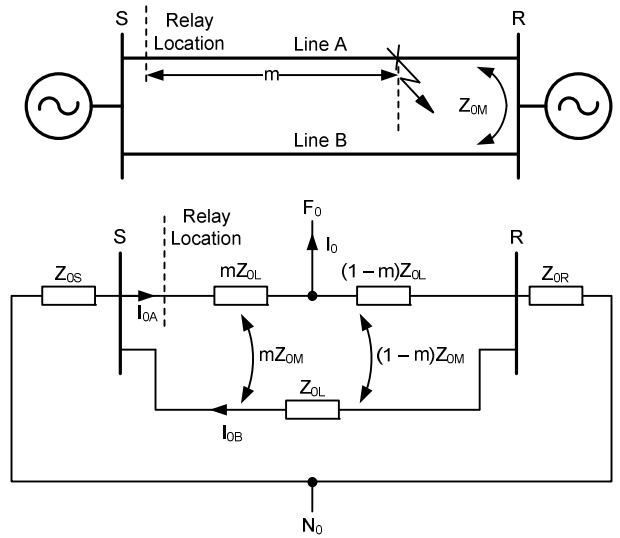 S
Relay
Location
Line A
R
m
Z0M
Line B
F0
I0
S
Relay
Location
R
Z0S
mZ0L
(1 – m)Z0L
Z0R
I0A
mZ0M
(1 – m)Z0M
Z0L
I0B
N0